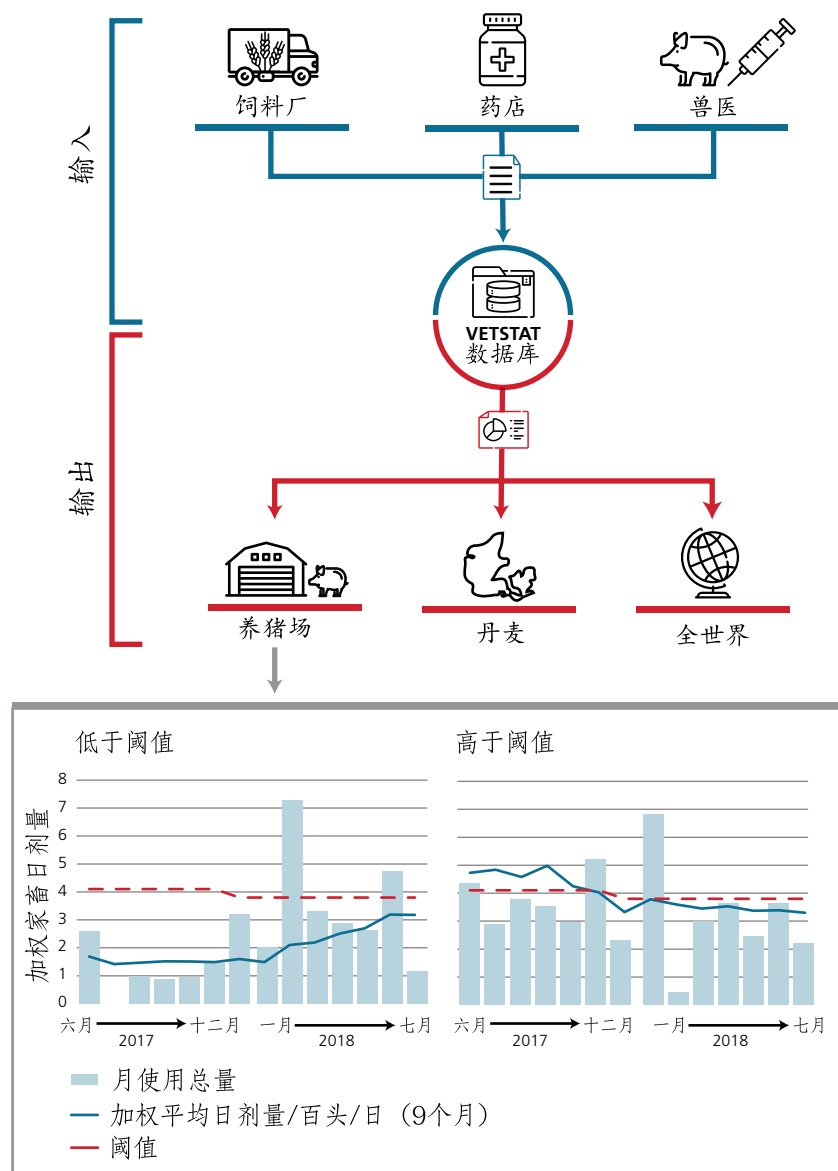 输入
饲料厂
药店
兽医
VETSTAT
数据库
输出
养猪场
丹麦
全世界
低于阈值
高于阈值
加权家畜日剂量
8
7
6
5
4
3
2
1
0
六月
十二月
一月
七月
2017
2018
六月
十二月
一月
七月
2017
2018
月使用总量
加权平均日剂量/百头/日（9个月）
阈值